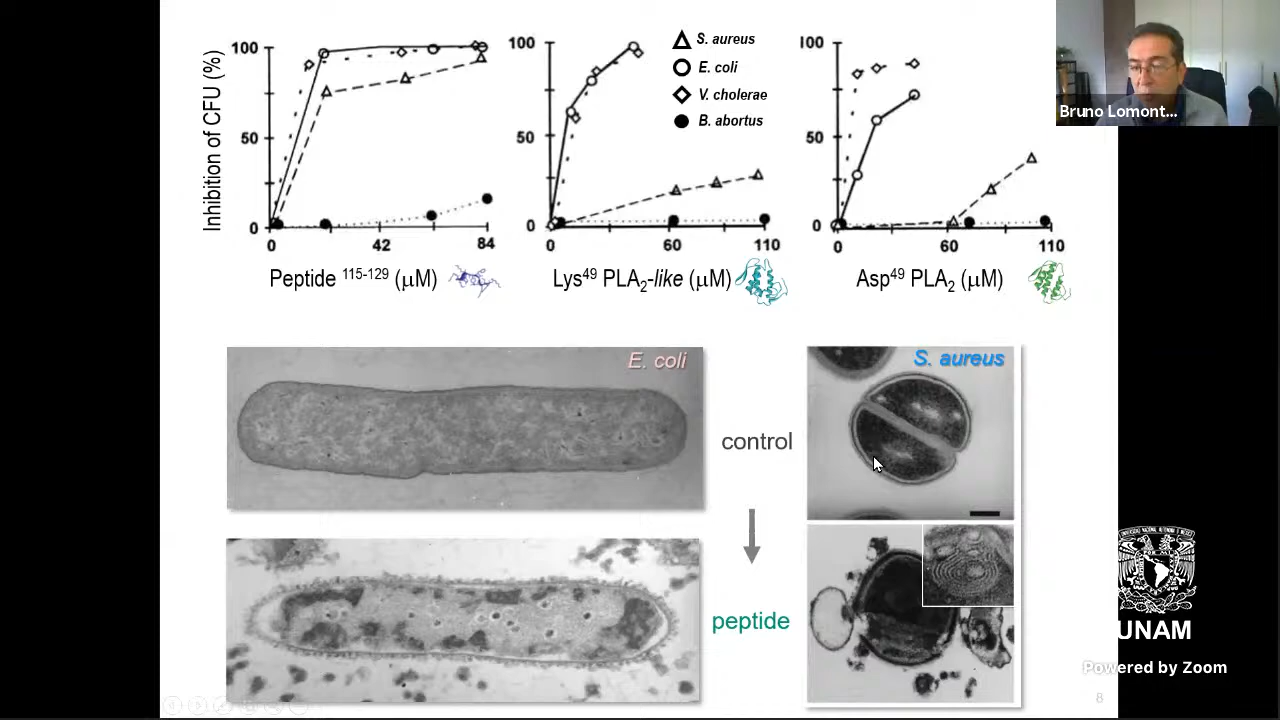 S. aureus
E. coli
V. cholerae
B. abortus
Inhibition of CFU (%)
100
50
0
0 42 84
Peptide 115-129 (μM)
100
50
0
0 60 110
Lys49 PLA2-like (μM)
100
50
0
0 60 110
Asp49 PLA2 (μM)
Bruno Lomont...
E. coli
S. aureus
control
peptide
UNAM
Powered by Zoom
8